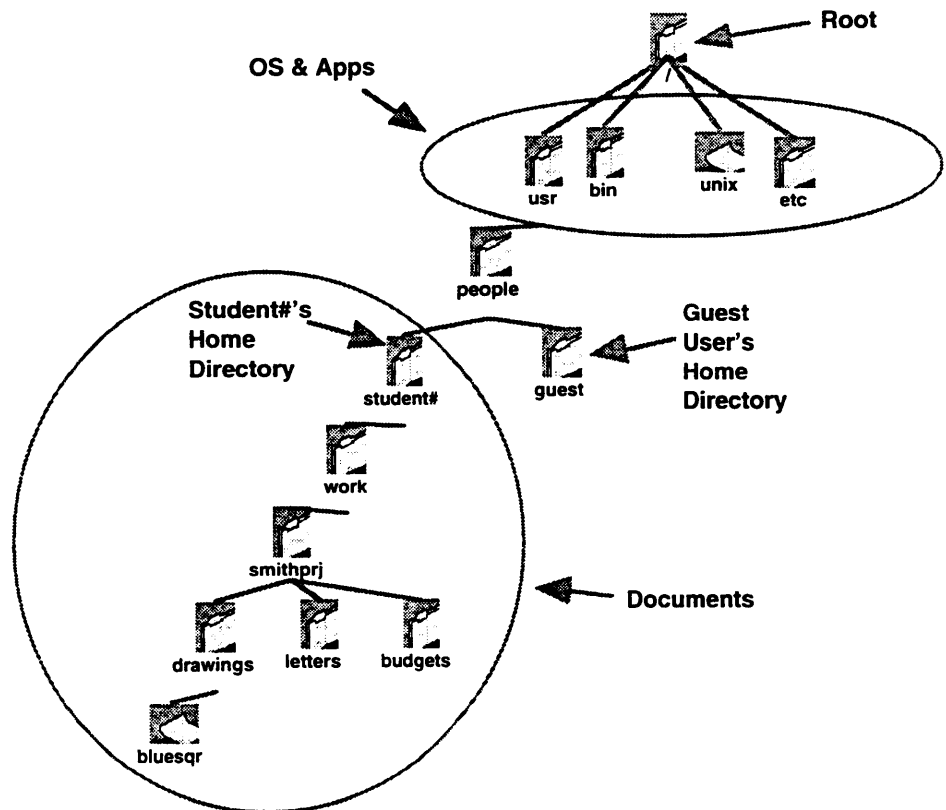 Root
OS & Apps
/
usr
bin
unix
etc
people
Student#'s
Home
Directory
Guest
User's
Home
Directory
student#
guest
work
smithprj
Documents
drawings
letters
budgets
bluesqr